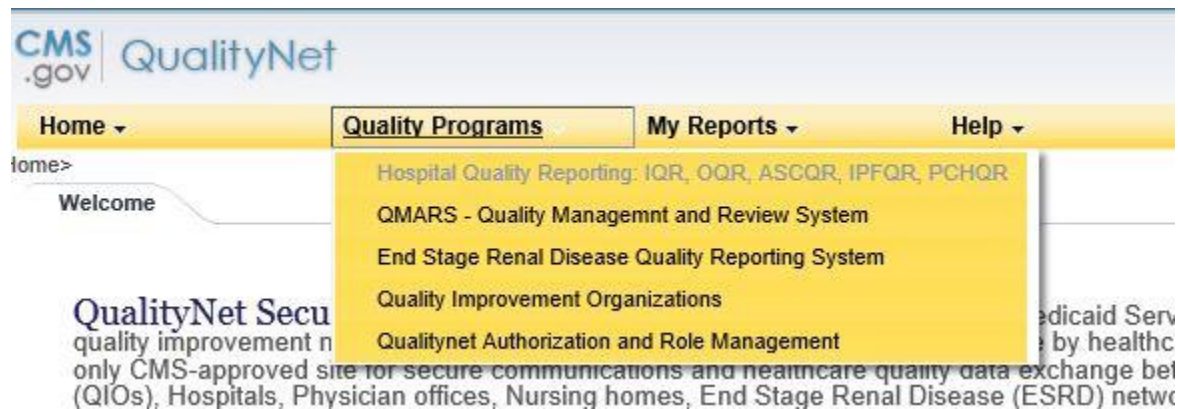 CMS
.gov
QualityNet
Home Quality Programs My Reports Help
Home>
Welcome
Hospital Quality Reporting: IQR, OQR, ASCQR, IPFQR, PCHQR
QMARS - Quality Managemnt and Review System
End Stage Renal Disease Quality Reporting System
Quality Improvement Organizations
Qualitynet Authorization and Role Management
QualityNet Secu edicaid Serv
quality improvement n by healthc
only CMS-approved site for secure communications and healthcare quality data exchange bet
(QIOs), Hospitals, Physician offices, Nursing homes, End Stage Renal Disease (ESRD) netwo